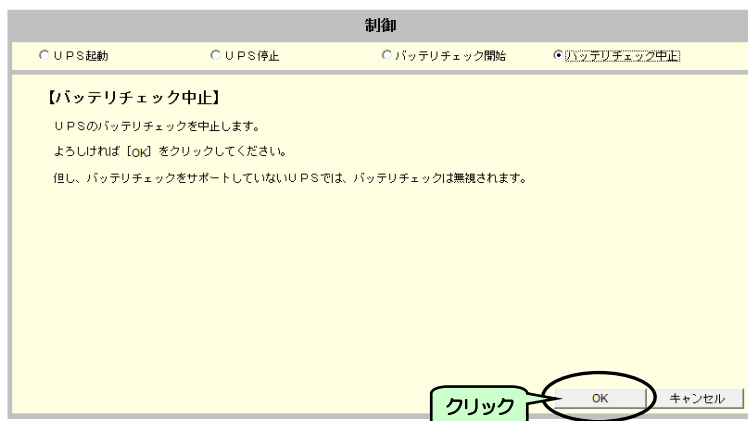 制御
ＵＰＳ起動 ＵＰＳ停止 バッテリチェック開始 バッテリチェック中止
【バッテリチェック中止】
ＵＰＳのバッテリチェックを中止します。
よろしければ［OK］をクリックしてください。
但し、バッテリチェックをサポートしていないＵＰＳでは、バッテリチェックは無視されます。
クリック
OK キャンセル